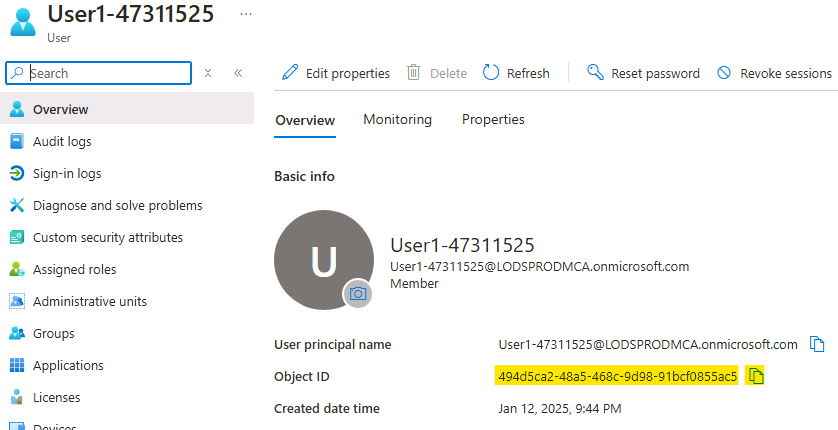 User1-47311525 ...
User
Search
Edit properties
Delete
Refresh
Reset password
Revoke sessions
Overview
Audit logs
Sign-in logs
Diagnose and solve problems
Custom security attributes
Assigned roles
Administrative units
Groups
Applications
Licenses
Devices
Overview Monitoring Properties
Basic info
U
User1-47311525
User1-47311525@LODSPRODMCA.onmicrosoft.com
Member
User principal name User1-47311525@LODSPRODMCA.onmicrosoft.com
Object ID 494d5ca2-48a5-468c-9d98-91bcf0855ac5
Created date time Jan 12, 2025, 9:44 PM